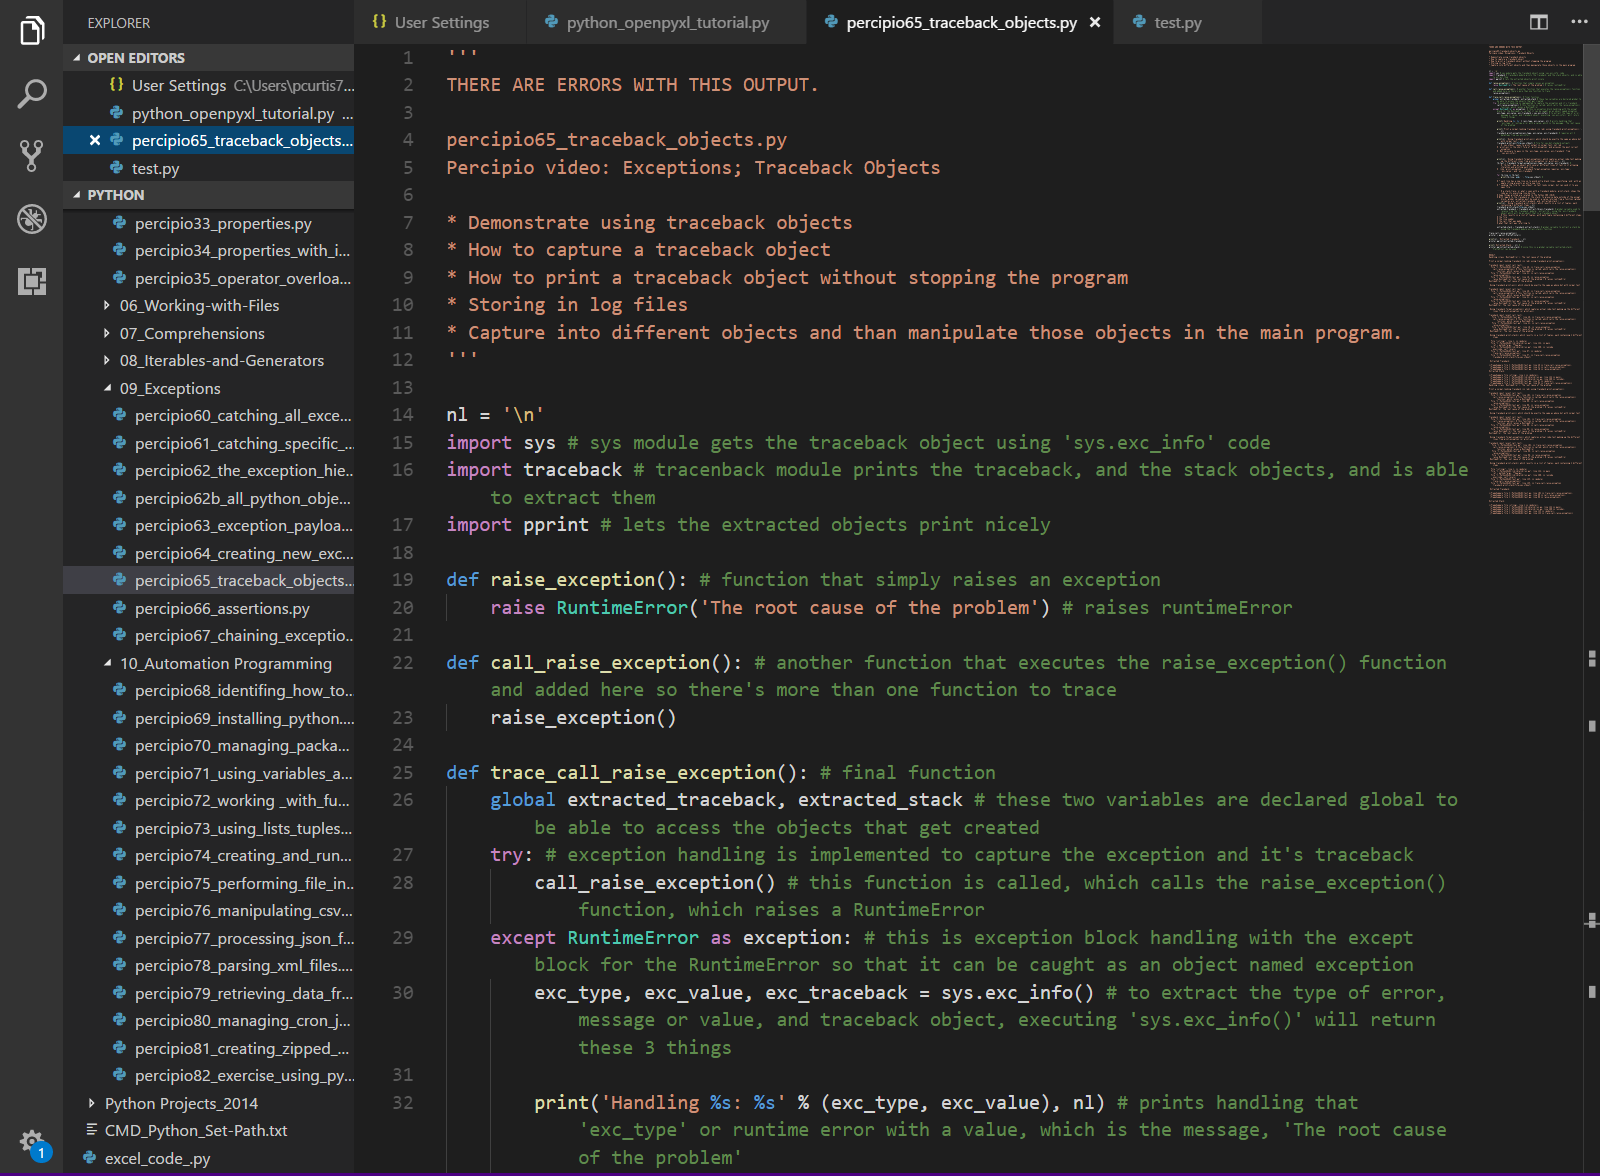 EXPLORER
OPEN EDITORS
{} User Settings C:\Users\pcurtis7...
python_openpyxl_tutorial.py ...
percipio65_traceback_objects...
test.py
PYTHON
percipio33_properties.py
percipio34_properties_with_i...
percipio35_operator_overloa...
06_Working-with-Files
07_Comprehensions
08_Iterables-and-Generators
09_Exceptions
percipio60_catching_all_exce...
percipio61_catching_specific_...
percipio62_the_exception_hie...
percipio62b_all_python_obje...
percipio63_exception_payloa...
percipio64_creating_new_exc...
percipio65_traceback_objects...
percipio66_assertions.py
percipio67_chaining_exceptio...
10_Automation Programming
percipio68_identifing_how_to...
percipio69_installing_python....
percipio70_managing_packa...
percipio71_using_variables_a...
percipio72_working _with_fu...
percipio73_using_lists_tuples...
percipio74_creating_and_run...
percipio75_performing_file_in...
percipio76_manipulating_csv...
percipio77_processing_json_f...
percipio78_parsing_xml_files....
percipio79_retrieving_data_fr...
percipio80_managing_cron_j...
percipio81_creating_zipped_...
percipio82_exercise_using_py...
Python Projects_2014
CMD_Python_Set-Path.txt
excel_code_.py
1
{} User Settings python_openpyxl_tutorial.py percipio65_traceback_objects.py test.py
1 '''
2 THERE ARE ERRORS WITH THIS OUTPUT.
3
4 percipio65_traceback_objects.py
5 Percipio video: Exceptions; Traceback Objects
6
7 * Demonstrate using traceback objects
8 * How to capture a traceback object
9 * How to print a traceback object without stopping the program
10 * Storing in log files
11 * Capture into different objects and than manipulate those objects in the main program.
12 '''
13
14 nl = '\n'
15 import sys # sys module gets the traceback object using 'sys.exc_info' code
16 import traceback # tracenback module prints the traceback, and the stack objects, and is able
to extract them
17 import pprint # lets the extracted objects print nicely
18
19 def raise_exception(): # function that simply raises an exception
20 raise RuntimeError('The root cause of the problem') # raises runtimeError
21
22 def call_raise_exception(): # another function that executes the raise_exception() function
and added here so there's more than one function to trace
23 raise_exception()
24
25 def trace_call_raise_exception(): # final function
26 global extracted_traceback, extracted_stack # these two variables are declared global to
be able to access the objects that get created
27 try: # exception handling is implemented to capture the exception and it's traceback
28 call_raise_exception() # this function is called, which calls the raise_exception()
function, which raises a RuntimeError
29 except RuntimeError as exception: # this is exception block handling with the except
block for the RuntimeError so that it can be caught as an object named exception
30 exc_type, exc_value, exc_traceback = sys.exc_info() # to extract the type of error,
message or value, and traceback object, executing 'sys.exc_info()' will return
these 3 things
31
32 print('Handling %s: %s' % (exc_type, exc_value), nl) # prints handling that
'exc_type' or runtime error with a value, which is the message, 'The root cause
of the problem'